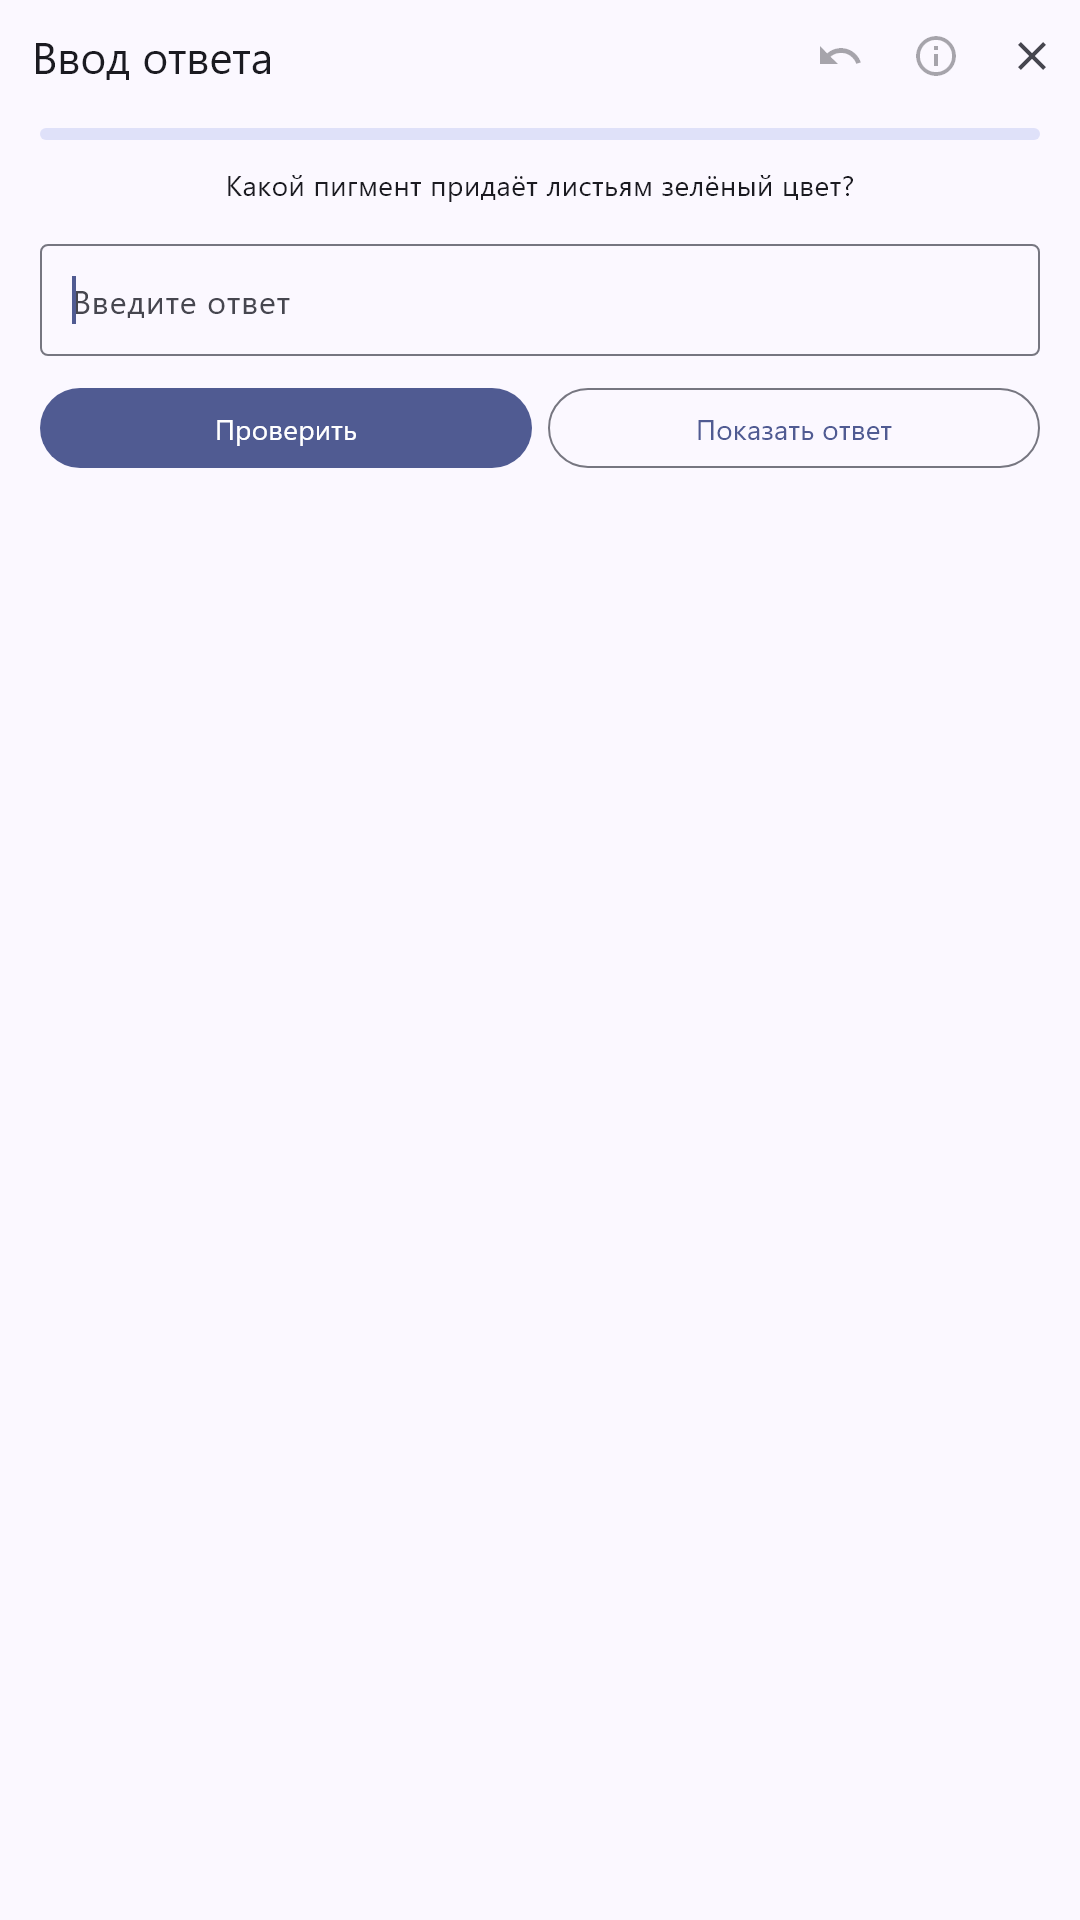 Ввод ответа
Какой пигмент придаёт листьям зелёный цвет?
Введите ответ
Проверить
Показать ответ